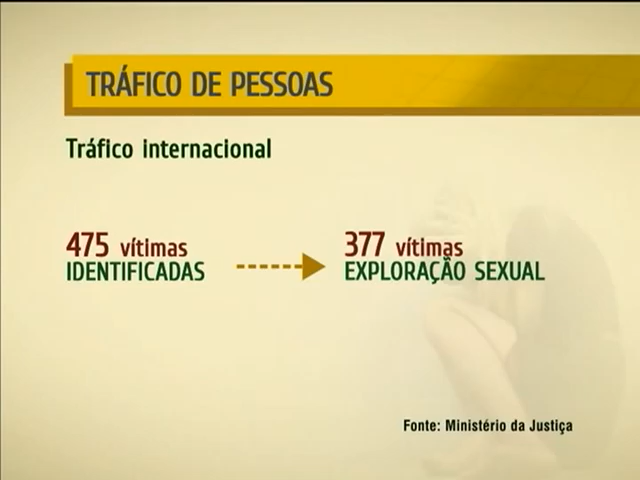 TRÁFICO DE PESSOAS
Tráfico internacional
475 vítimas
IDENTIFICADAS
377 vítimas
EXPLORAÇÃO SEXUAL
Fonte: Ministério da Justiça